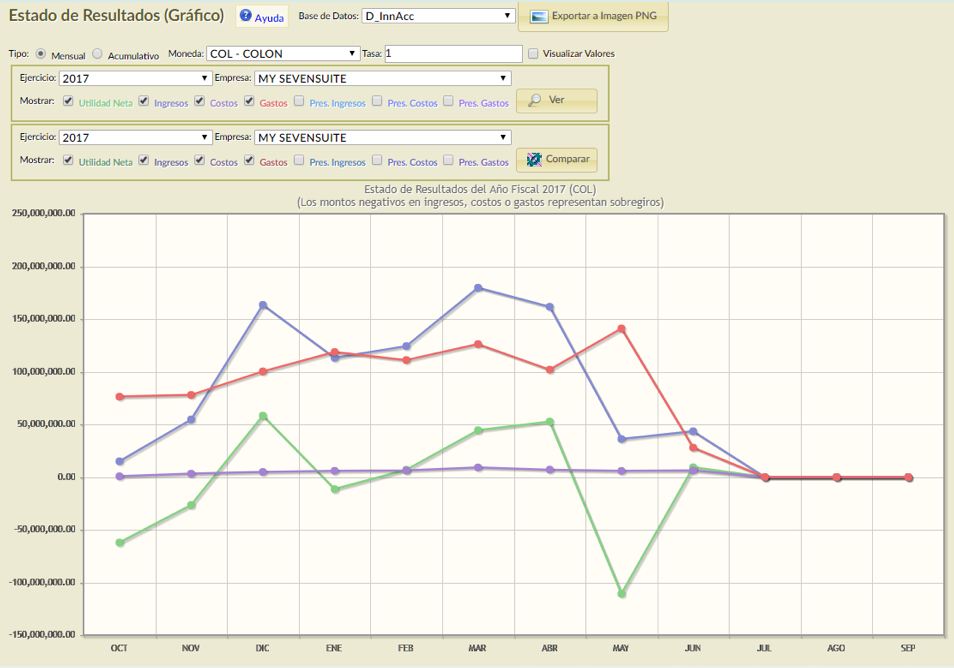 Estado de Resultados (Gráfico) Ayuda Base de Datos: D_InnAcc Exportar a Imagen PNG
Tipo: Mensual Acumulativo Moneda: COL - COLON Tasa: 1 Visualizar Valores
Ejercicio: 2017 Empresa: MY SEVENSUITE
Mostrar: Utilidad Neta Ingresos Costos Gastos Pres. Ingresos Pres. Costos Pres. Gastos Ver
Ejercicio: 2017 Empresa: MY SEVENSUITE
Mostrar: Utilidad Neta Ingresos Costos Gastos Pres. Ingresos Pres. Costos Pres. Gastos Comparar
Estado de Resultados del Año Fiscal 2017 (COL)
(Los montos negativos en ingresos, costos o gastos representan sobregiros)
250,000,000.00
200,000,000.00
150,000,000.00
100,000,000.00
50,000,000.00
0.00
-50,000,000.00
-100,000,000.00
-150,000,000.00
OCT NOV DIC ENE FEB MAR ABR MAY JUN JUL AGO SEP